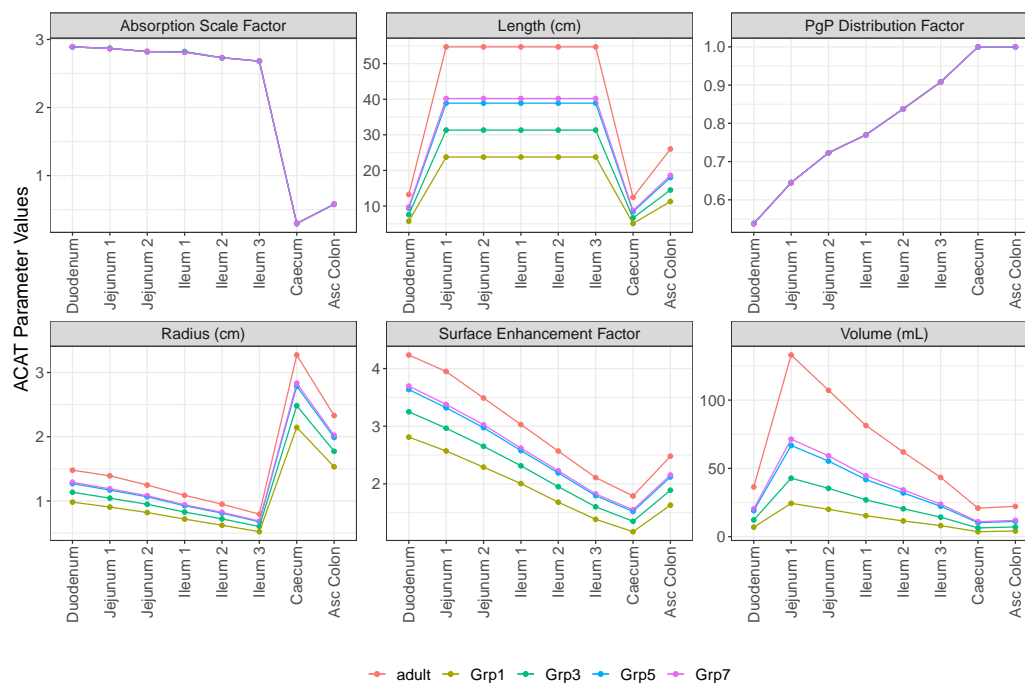 Absorption Scale Factor
Length (cm)
PgP Distribution Factor
3
2
1
50
40
30
20
10
1.0
0.9
0.8
0.7
0.6
Duodenum
Jejunum 1
Jejunum 2
Ileum 1
Ileum 2
Ileum 3
Caecum
Asc Colon
Duodenum
Jejunum 1
Jejunum 2
Ileum 1
Ileum 2
Ileum 3
Caecum
Asc Colon
Duodenum
Jejunum 1
Jejunum 2
Ileum 1
Ileum 2
Ileum 3
Caecum
Asc Colon
ACAT Parameter Values
Radius (cm)
Surface Enhancement Factor
Volume (mL)
3
2
1
4
3
2
100
50
0
Duodenum
Jejunum 1
Jejunum 2
Ileum 1
Ileum 2
Ileum 3
Caecum
Asc Colon
Duodenum
Jejunum 1
Jejunum 2
Ileum 1
Ileum 2
Ileum 3
Caecum
Asc Colon
Duodenum
Jejunum 1
Jejunum 2
Ileum 1
Ileum 2
Ileum 3
Caecum
Asc Colon
adult Grp1 Grp3 Grp5 Grp7